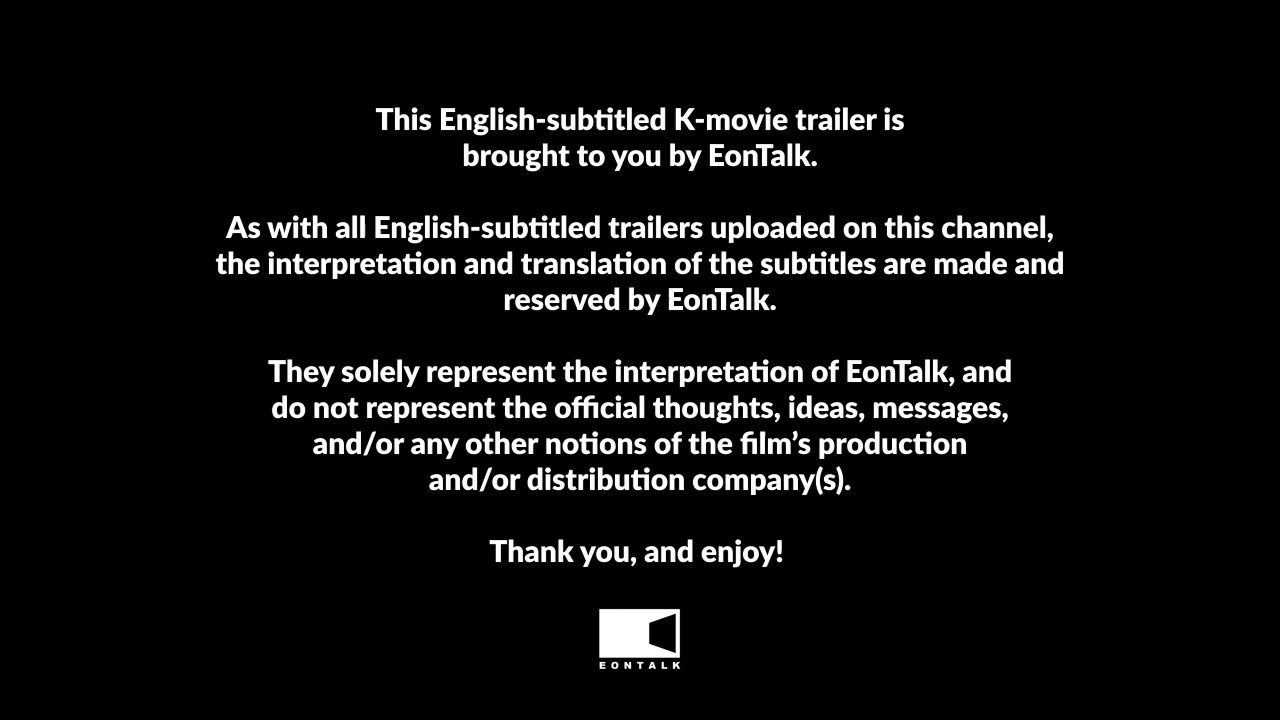 This English-subtitled K-movie trailer is
brought to you by EonTalk.
As with all English-subtitled trailers uploaded on this channel,
the interpretation and translation of the subtitles are made and
reserved by EonTalk.
They solely represent the interpretation of EonTalk, and
do not represent the official thoughts, ideas, messages,
and/or any other notions of the film’s production
and/or distribution company(s).
Thank you, and enjoy!
EONTALK